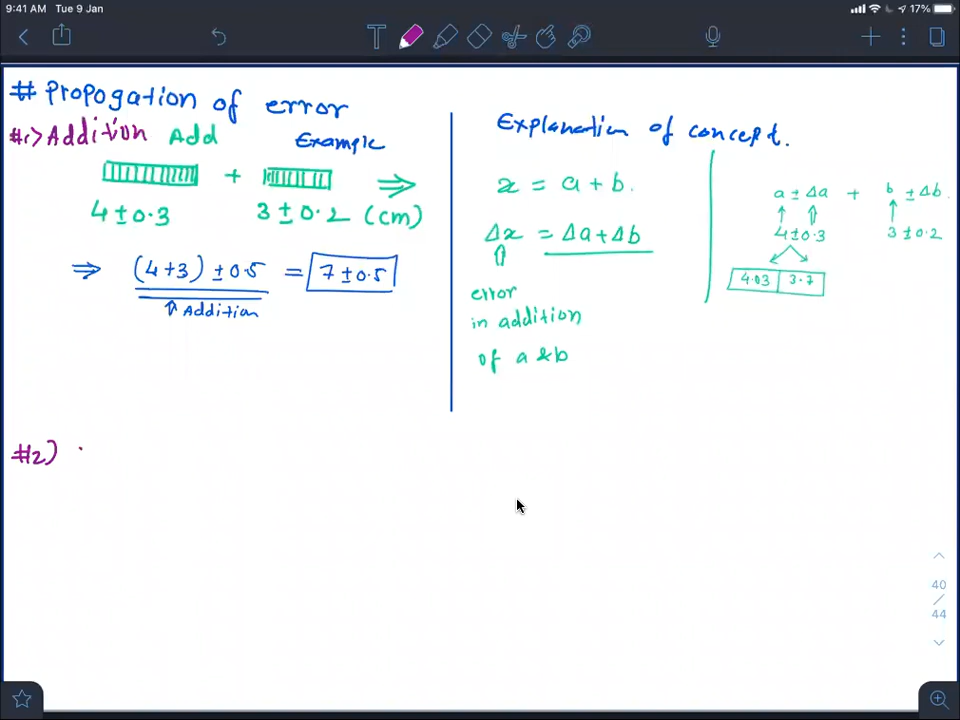 9:41 AM Tue 9 Jan
17%
# Propogation of error
#1) Addition Add
Example
+ ⇒
4 ± 0.3
3 ± 0.2 (cm)
⇒ (4+3) ± 0.5 = 7 ± 0.5
⇑ Addition
Explanation of concept.
x = a + b.
Δx = Δa + Δb
⇑
error
in addition
of a & b
a ± Δa + b ± Δb.
↑ ⇑ ↑
4 ± 0.3 3 ± 0.2
4.03 3.7
#2)
40
/
44